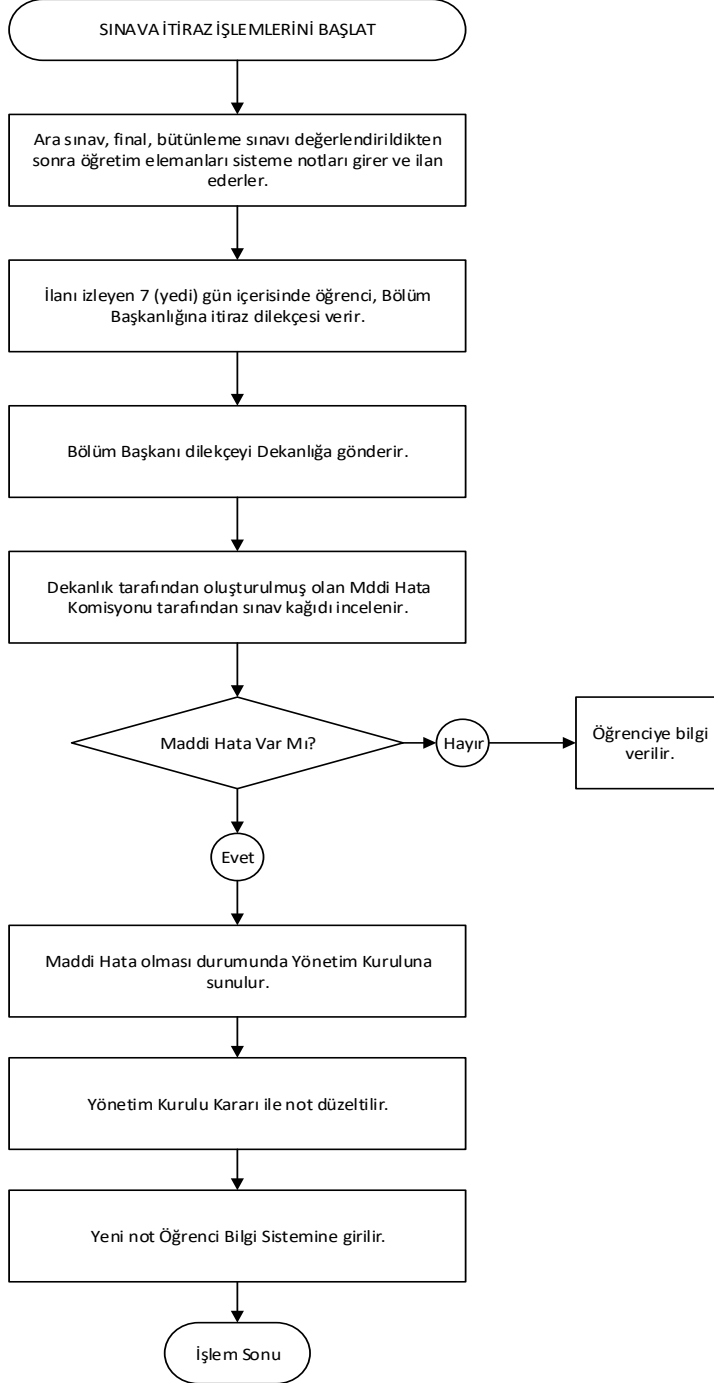 SINAVA İTİRAZ İŞLEMLERİNİ BAŞLAT
Ara sınav, final, bütünleme sınavı değerlendirildikten
sonra öğretim elemanları sisteme notları girer ve ilan
ederler.
İlanı izleyen 7 (yedi) gün içerisinde öğrenci, Bölüm
Başkanlığına itiraz dilekçesi verir.
Bölüm Başkanı dilekçeyi Dekanlığa gönderir.
Dekanlık tarafından oluşturulmuş olan Mddi Hata
Komisyonu tarafından sınav kağıdı incelenir.
Maddi Hata Var Mı?
Hayır
Öğrenciye bilgi
verilir.
Evet
Maddi Hata olması durumunda Yönetim Kuruluna
sunulur.
Yönetim Kurulu Kararı ile not düzeltilir.
Yeni not Öğrenci Bilgi Sistemine girilir.
İşlem Sonu